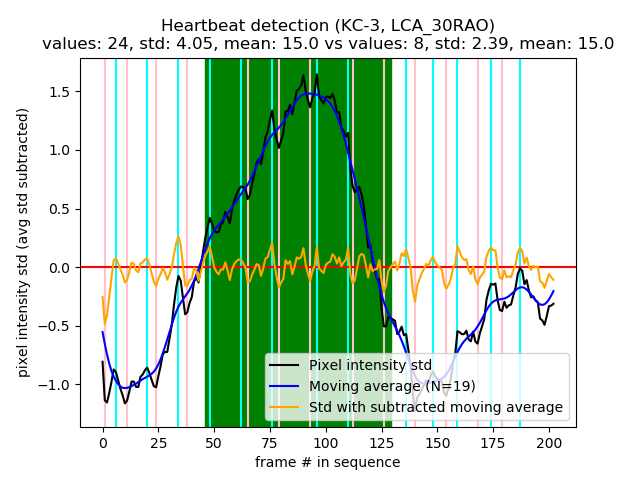 Heartbeat detection (KC-3, LCA_30RAO)
values: 24, std: 4.05, mean: 15.0 vs values: 8, std: 2.39, mean: 15.0
pixel intensity std (avg std subtracted)
1.5
1.0
0.5
0.0
−0.5
−1.0
Pixel intensity std
Moving average (N=19)
Std with subtracted moving average
0 25 50 75 100 125 150 175 200
frame # in sequence